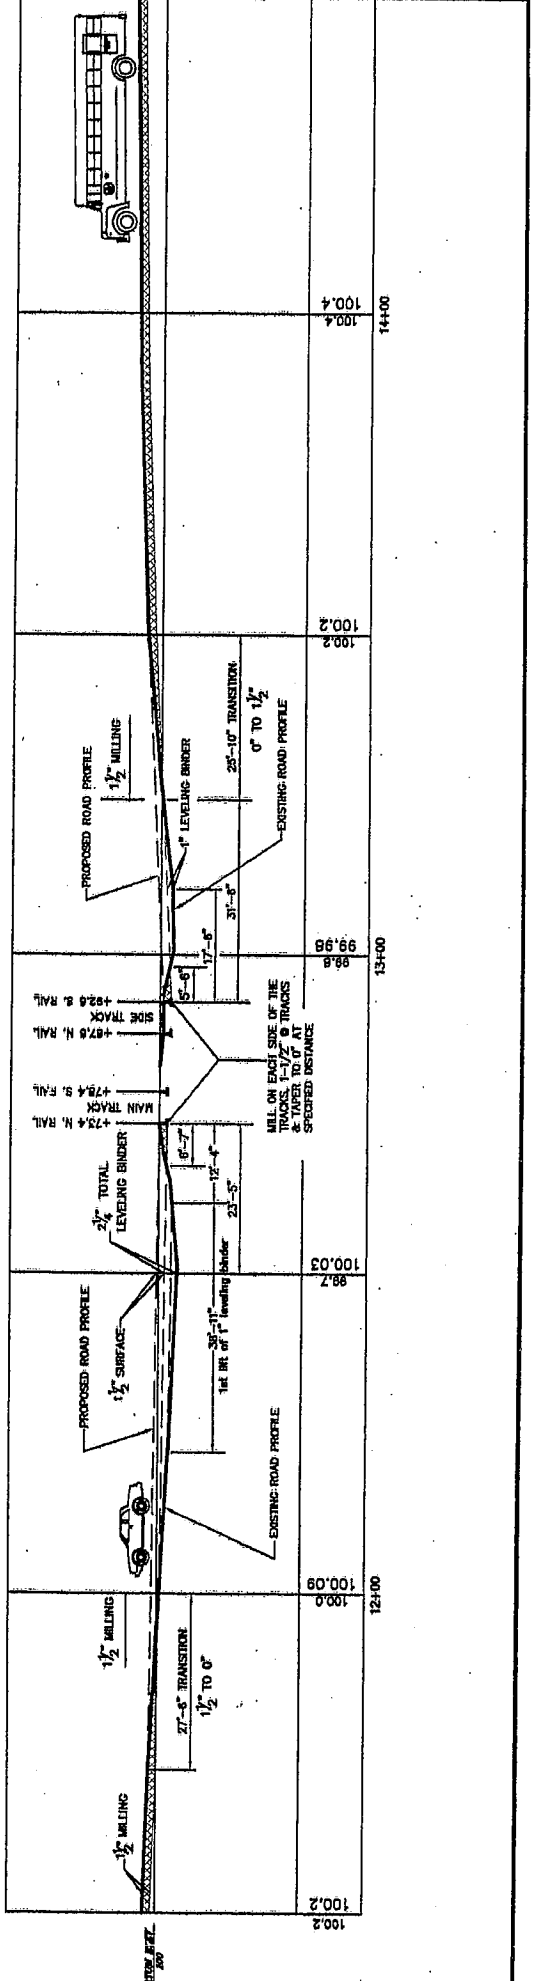 1½" MILLING
27'-6" TRANSITION
1½" TO 0"
1½" MILLING
PROPOSED ROAD PROFILE
1½" SURFACE
2¼" TOTAL
LEVELING BINDER
EXISTING ROAD PROFILE
38'-11"
1st lift of 1" leveling binder
23'-5"
12'-4"
6'-7"
+73.4 N. RAIL
MAIN TRACK
+78.4 S. RAIL
+87.6 N. RAIL
SIDE TRACK
+92.6 S. RAIL
MILL ON EACH SIDE OF THE
TRACKS, 1-1/2" @ TRACKS
& TAPER TO 0" AT
SPECIFIED DISTANCE
5'-6"
17'-8"
31'-8"
PROPOSED ROAD PROFILE
1½" MILLING
1" LEVELING BINDER
EXISTING ROAD PROFILE
25'-10" TRANSITION
0" TO 1½"
100.2
100.2
100.09
100.0
12+00
100.03
99.7
99.98
99.8
13+00
100.2
100.2
100.4
100.4
14+00
100